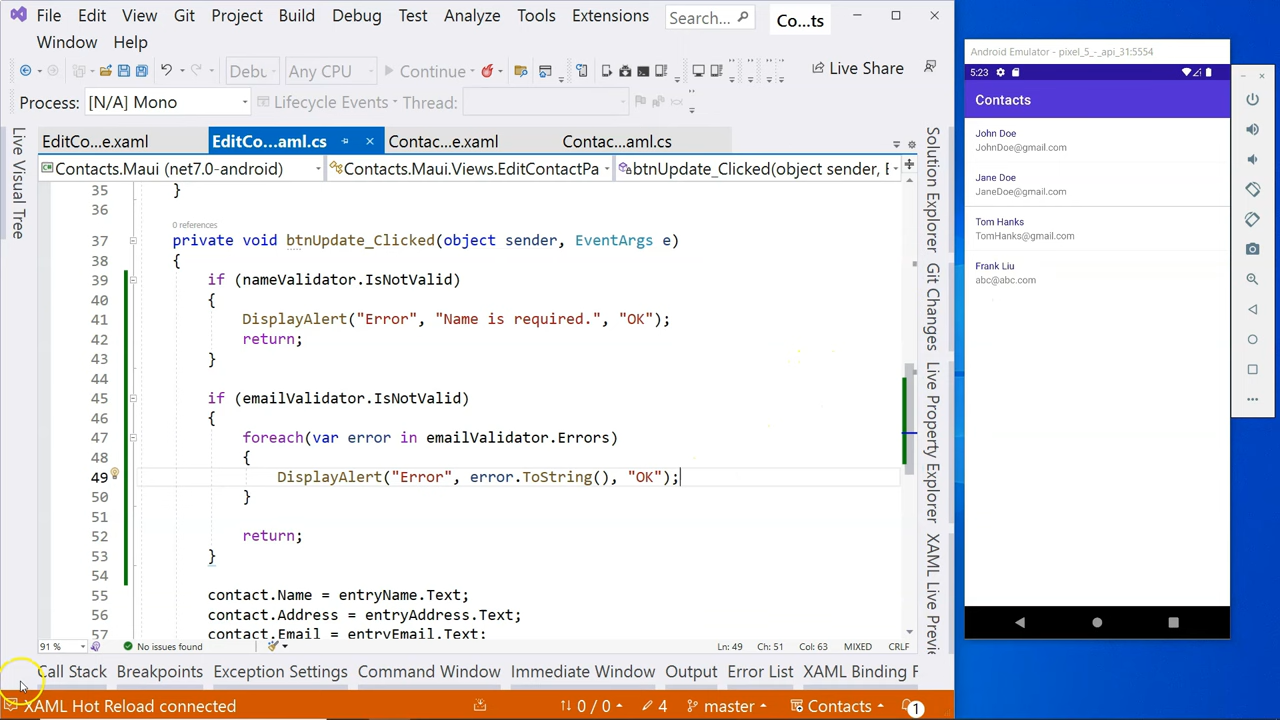 File Edit View Git Project Build Debug Test Analyze Tools Extensions Search... Co...ts
Window Help
Debu Any CPU Continue Live Share
Process: [N/A] Mono Lifecycle Events Thread:
EditCo...e.xaml EditCo...aml.cs Contac...e.xaml Contac...aml.cs
Contacts.Maui (net7.0-android) Contacts.Maui.Views.EditContactPa btnUpdate_Clicked(object sender, E
35 }
36
0 references
37 private void btnUpdate_Clicked(object sender, EventArgs e)
38 {
39 if (nameValidator.IsNotValid)
40 {
41 DisplayAlert("Error", "Name is required.", "OK");
42 return;
43 }
44
45 if (emailValidator.IsNotValid)
46 {
47 foreach(var error in emailValidator.Errors)
48 {
49 DisplayAlert("Error", error.ToString(), "OK");
50 }
51
52 return;
53 }
54
55 contact.Name = entryName.Text;
56 contact.Address = entryAddress.Text;
57 contact.Email = entryEmail.Text;
91 % No issues found Ln: 49 Ch: 51 Col: 63 MIXED CRLF
Call Stack Breakpoints Exception Settings Command Window Immediate Window Output Error List XAML Binding F
XAML Hot Reload connected 0 / 0 4 master Contacts 1
Live Visual Tree
Solution Explorer
Git Changes
Live Property Explorer
XAML Live Previe
Android Emulator - pixel_5_-_api_31:5554
5:23
Contacts
John Doe
JohnDoe@gmail.com
Jane Doe
JaneDoe@gmail.com
Tom Hanks
TomHanks@gmail.com
Frank Liu
abc@abc.com